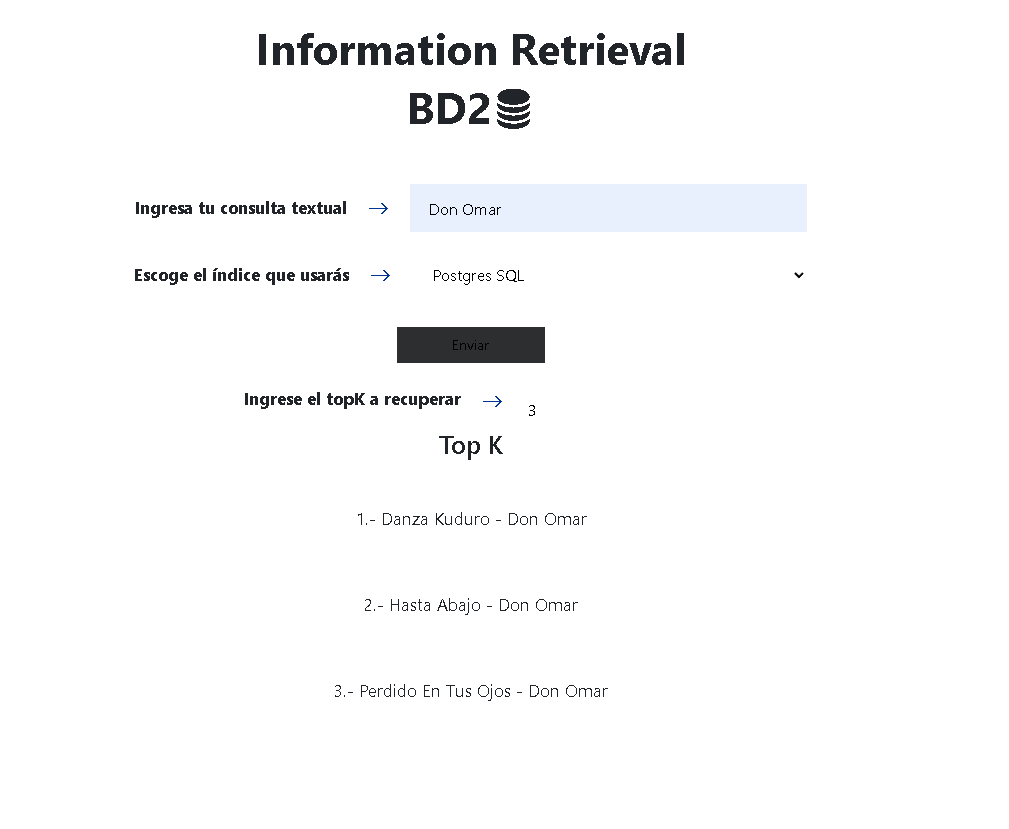 Information Retrieval
BD2
Ingresa tu consulta textual → Don Omar
Escoge el índice que usarás → Postgres SQL
Enviar
Ingrese el topK a recuperar → 3
Top K
1.- Danza Kuduro - Don Omar
2.- Hasta Abajo - Don Omar
3.- Perdido En Tus Ojos - Don Omar